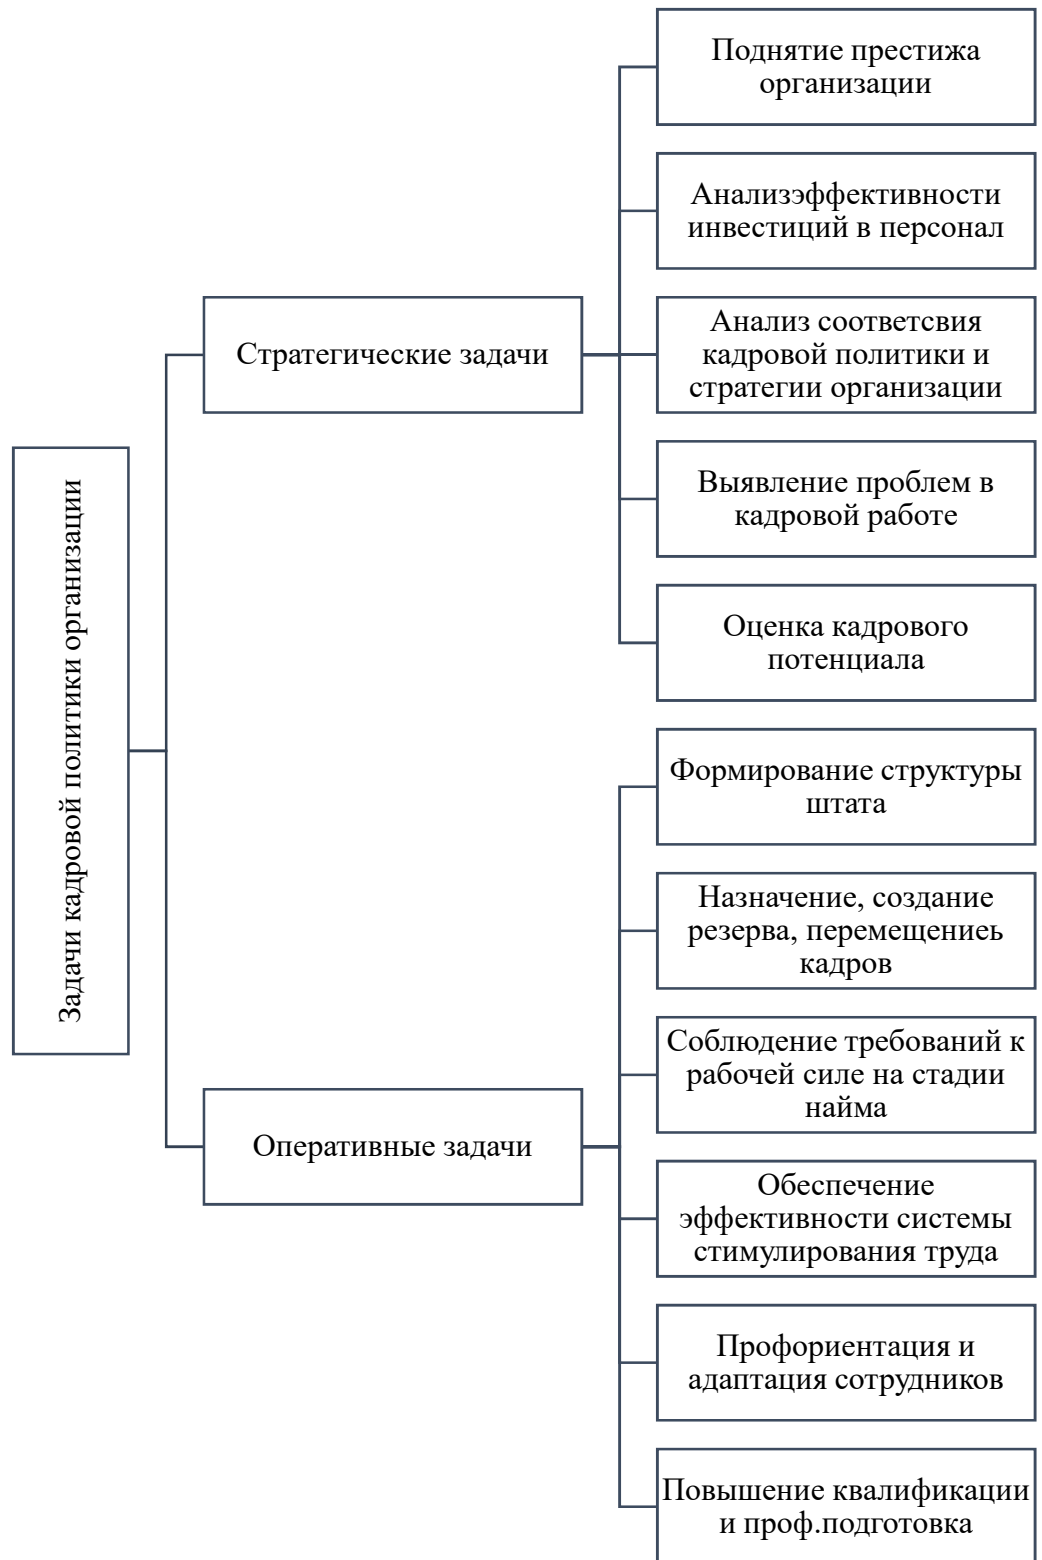 Задачи кадровой политики организации
Стратегические задачи
Поднятие престижа
организации
Анализэффективности
инвестиций в персонал
Анализ соответсвия
кадровой политики и
стратегии организации
Выявление проблем в
кадровой работе
Оценка кадрового
потенциала
Оперативные задачи
Формирование структуры
штата
Назначение, создание
резерва, перемещениеь
кадров
Соблюдение требований к
рабочей силе на стадии
найма
Обеспечение
эффективности системы
стимулирования труда
Профориентация и
адаптация сотрудников
Повышение квалификации
и проф.подготовка